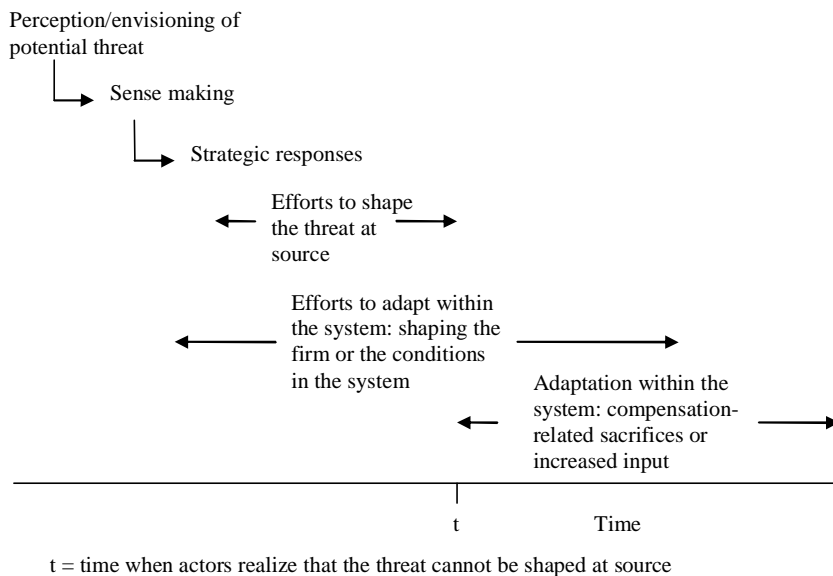 Perception/envisioning of
potential threat
Sense making
Strategic responses
Efforts to shape
the threat at
source
Efforts to adapt within
the system: shaping the
firm or the conditions
in the system
Adaptation within the
system: compensation-
related sacrifices or
increased input
t
Time
t = time when actors realize that the threat cannot be shaped at source